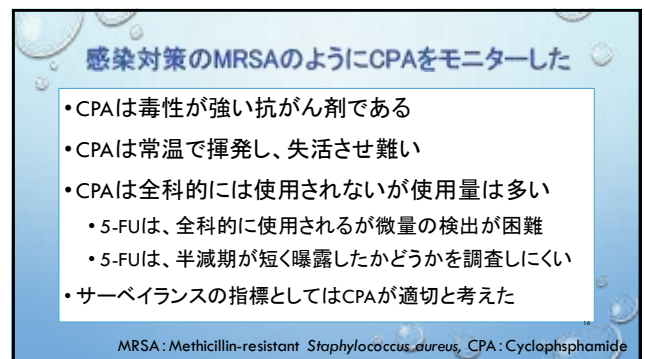 感染対策のMRSAのようにCPAをモニターした
•CPAは毒性が強い抗がん剤である
•CPAは常温で揮発し、失活させ難い
•CPAは全科的には使用されないが使用量は多い
•5-FUは、全科的に使用されるが微量の検出が困難
•5-FUは、半減期が短く曝露したかどうかを調査しにくい
•サーベイランスの指標としてはCPAが適切と考えた
16
MRSA：Methicillin-resistant Staphylococcus aureus, CPA：Cyclophsphamide